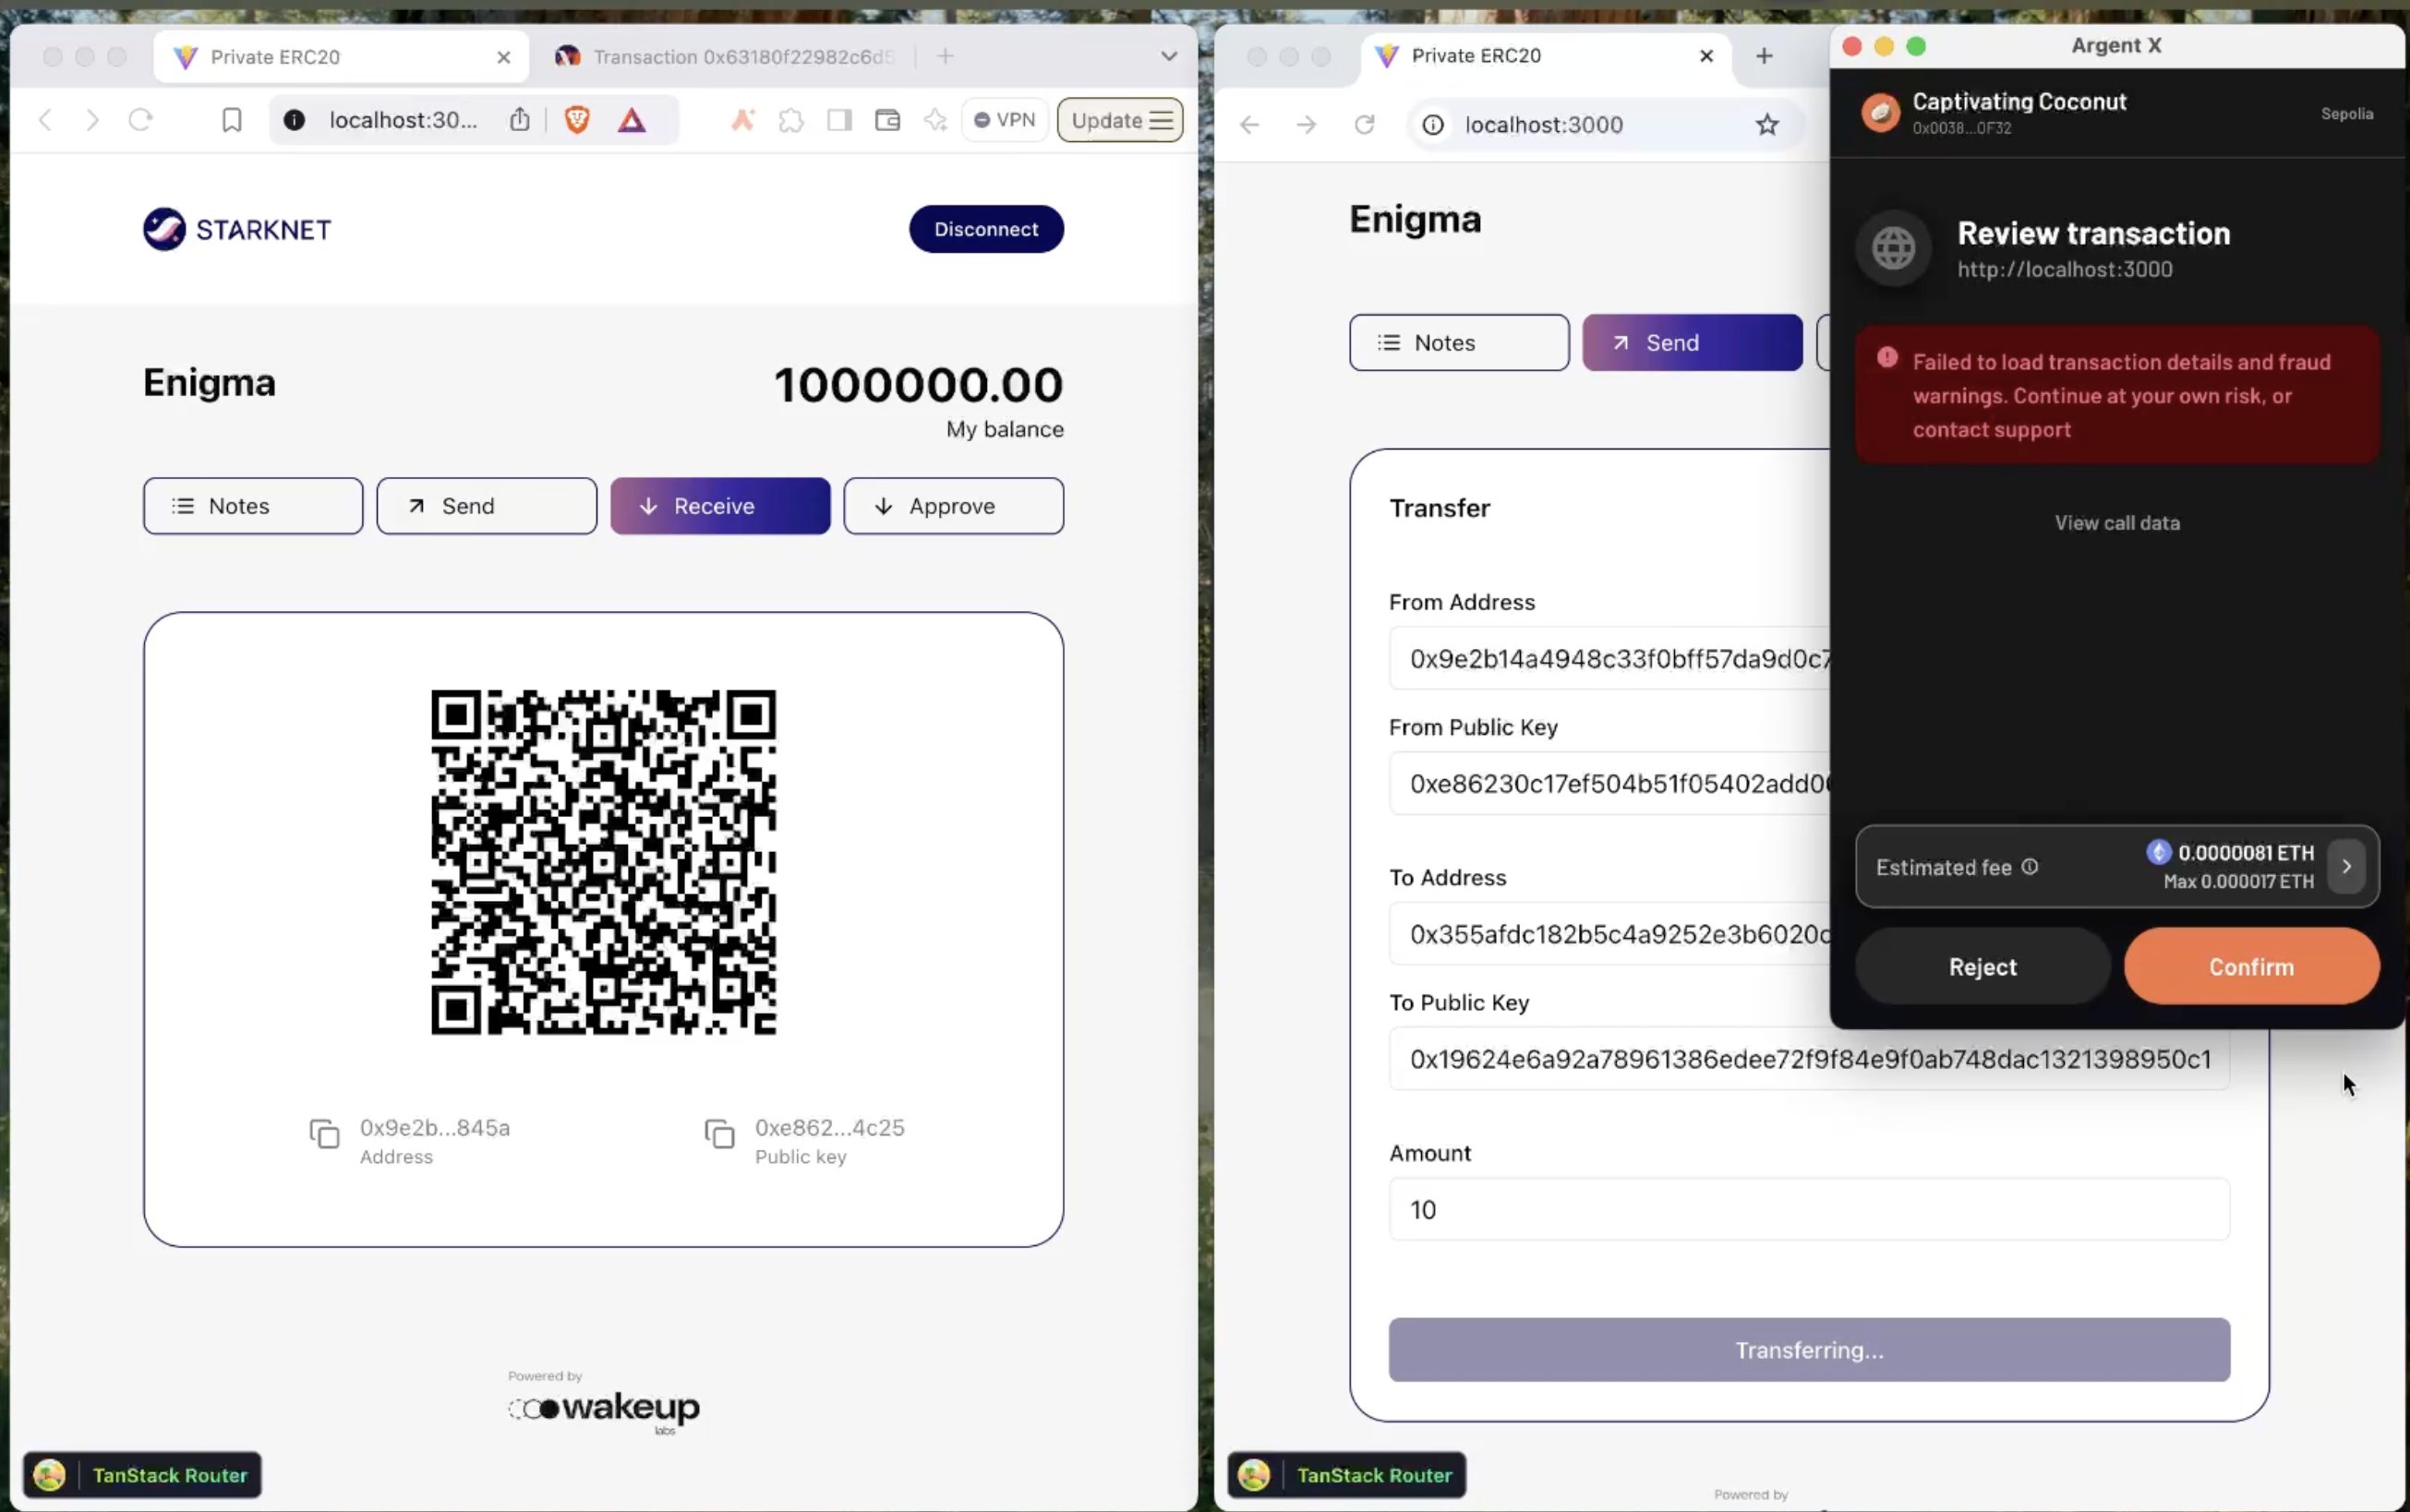 Private ERC20
Transaction 0x63180f22982c6d5
localhost:30...
VPN
Update
STARKNET
Disconnect
Enigma
1000000.00
My balance
Notes
Send
Receive
Approve
0x9e2b...845a
Address
0xe862...4c25
Public key
Powered by
wakeup
labs
TanStack Router
Private ERC20
localhost:3000
Enigma
Notes
Send
Transfer
From Address
0x9e2b14a4948c33f0bff57da9d0c7
From Public Key
0xe86230c17ef504b51f05402add0
To Address
0x355afdc182b5c4a9252e3b6020c
To Public Key
0x19624e6a92a78961386edee72f9f84e9f0ab748dac1321398950c1
Amount
10
Transferring...
Powered by
TanStack Router
Argent X
Captivating Coconut
0x0038...0F32
Sepolia
Review transaction
http://localhost:3000
Failed to load transaction details and fraud
warnings. Continue at your own risk, or
contact support
View call data
Estimated fee
0.0000081 ETH
Max 0.000017 ETH
Reject
Confirm